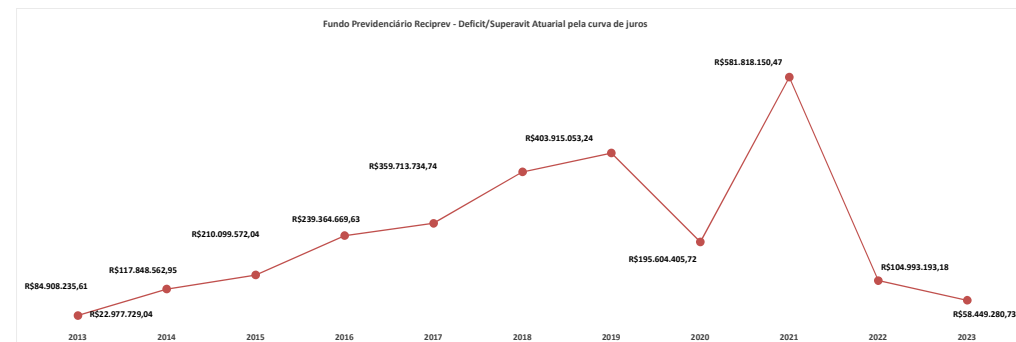 Fundo Previdenciário Reciprev - Deficit/Superavit Atuarial pela curva de juros
R$581.818.150,47
R$403.915.053,24
R$359.713.734,74
R$239.364.669,63
R$210.099.572,04
R$195.604.405,72
R$117.848.562,95
R$104.993.193,18
R$84.908.235,61
R$22.977.729,04
R$58.449.280,73
2013 2014 2015 2016 2017 2018 2019 2020 2021 2022 2023